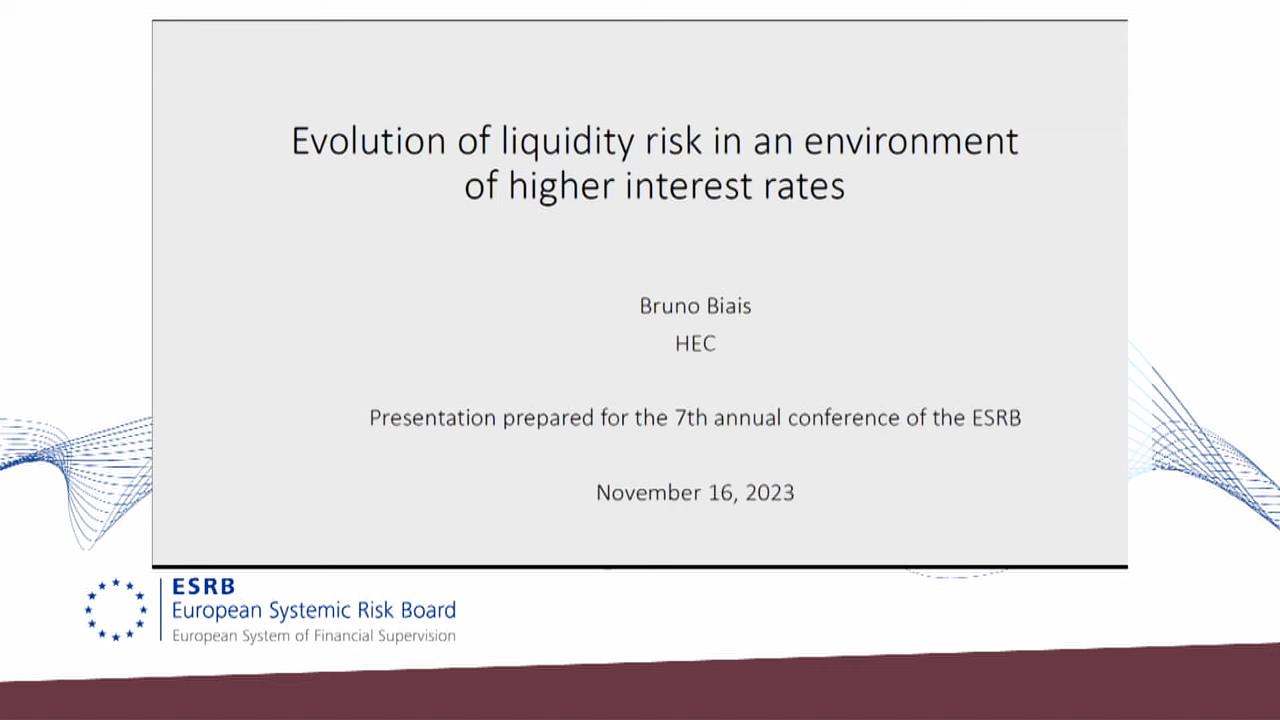 Evolution of liquidity risk in an environment
of higher interest rates
Bruno Biais
HEC
Presentation prepared for the 7th annual conference of the ESRB
November 16, 2023
ESRB
European Systemic Risk Board
European System of Financial Supervision